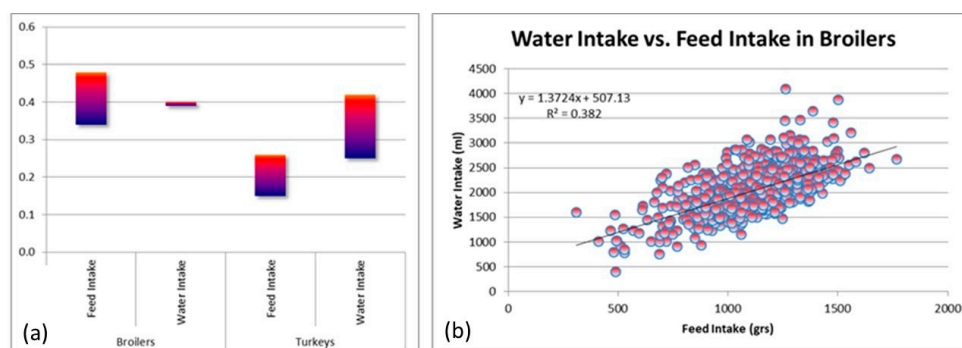 0.6
0.5
0.4
0.3
0.2
0.1
0.0
Feed Intake
Water Intake
Feed Intake
Water Intake
Broilers
Turkeys
(a)
Water Intake vs. Feed Intake in Broilers
4500
4000
3500
3000
2500
2000
1500
1000
500
0
Water Intake (ml)
y = 1.3724x + 507.13
R² = 0.382
0
500
1000
1500
2000
Feed Intake (grs)
(b)